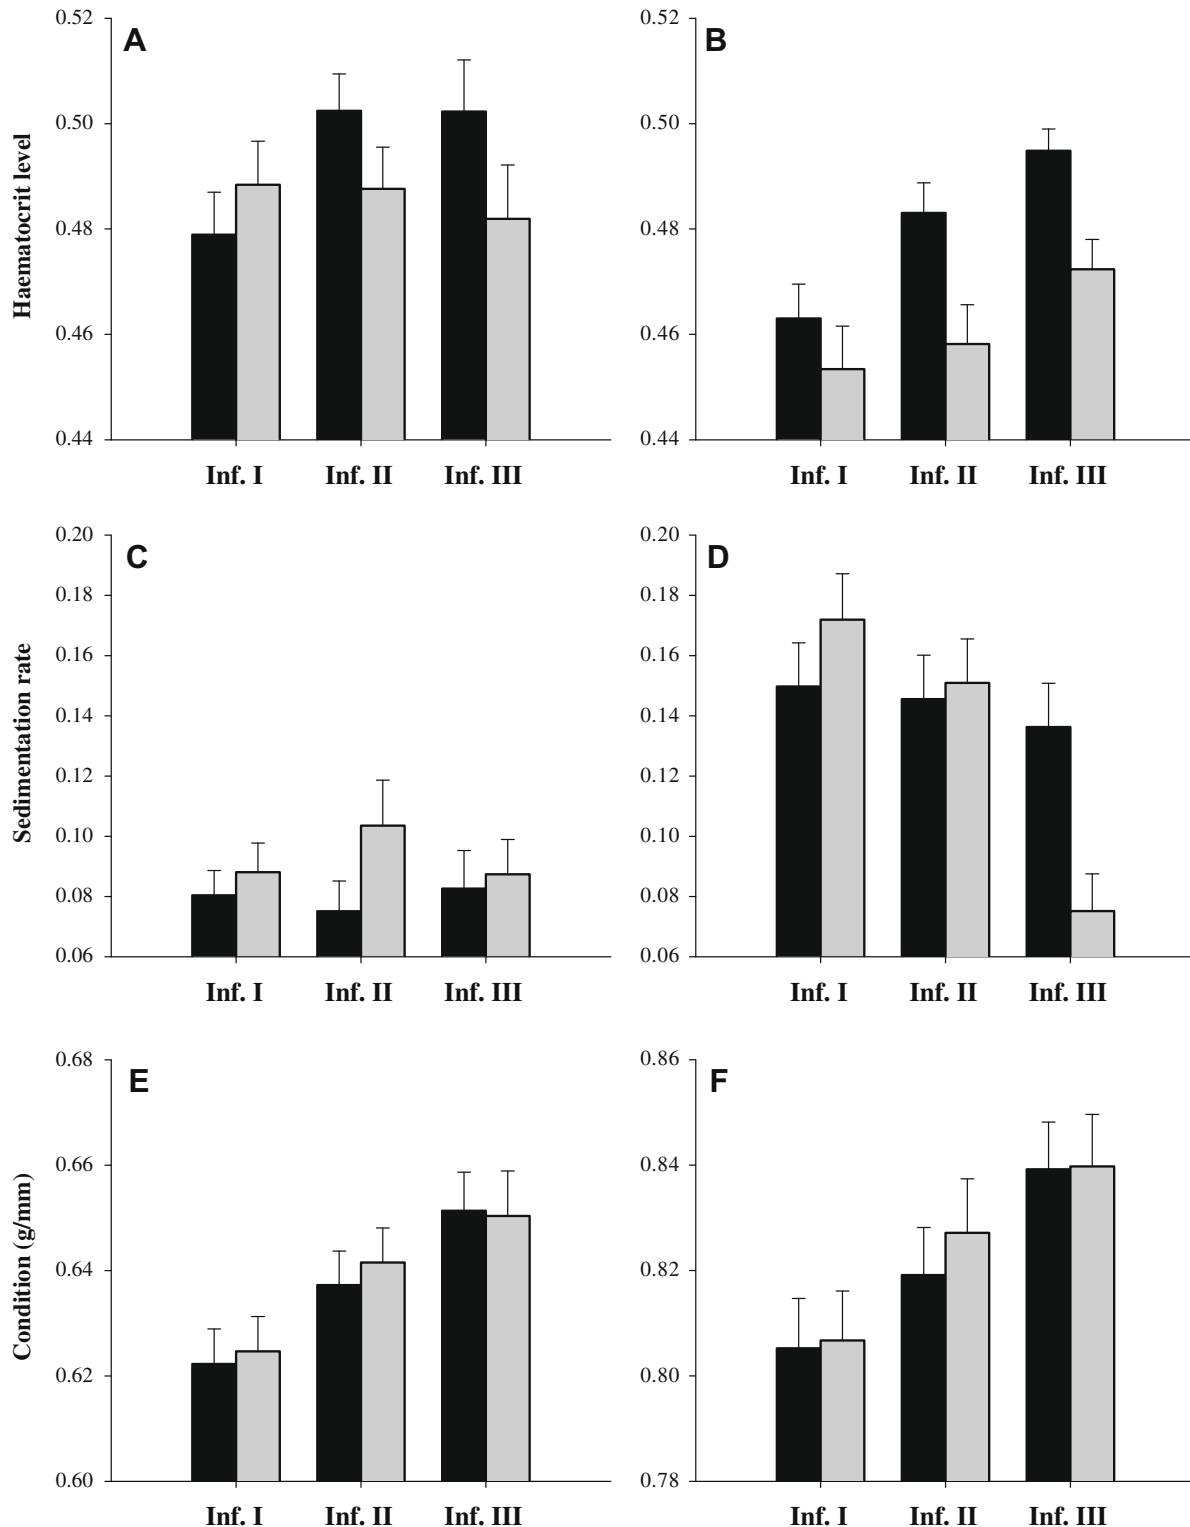 A
B
Haematocrit level
0.52
0.50
0.48
0.46
0.44
Inf. I Inf. II Inf. III
0.52
0.50
0.48
0.46
0.44
Inf. I Inf. II Inf. III
C
D
Sedimentation rate
0.20
0.18
0.16
0.14
0.12
0.10
0.08
0.06
Inf. I Inf. II Inf. III
0.20
0.18
0.16
0.14
0.12
0.10
0.08
0.06
Inf. I Inf. II Inf. III
E
F
Condition (g/mm)
0.68
0.66
0.64
0.62
0.60
Inf. I Inf. II Inf. III
0.86
0.84
0.82
0.80
0.78
Inf. I Inf. II Inf. III